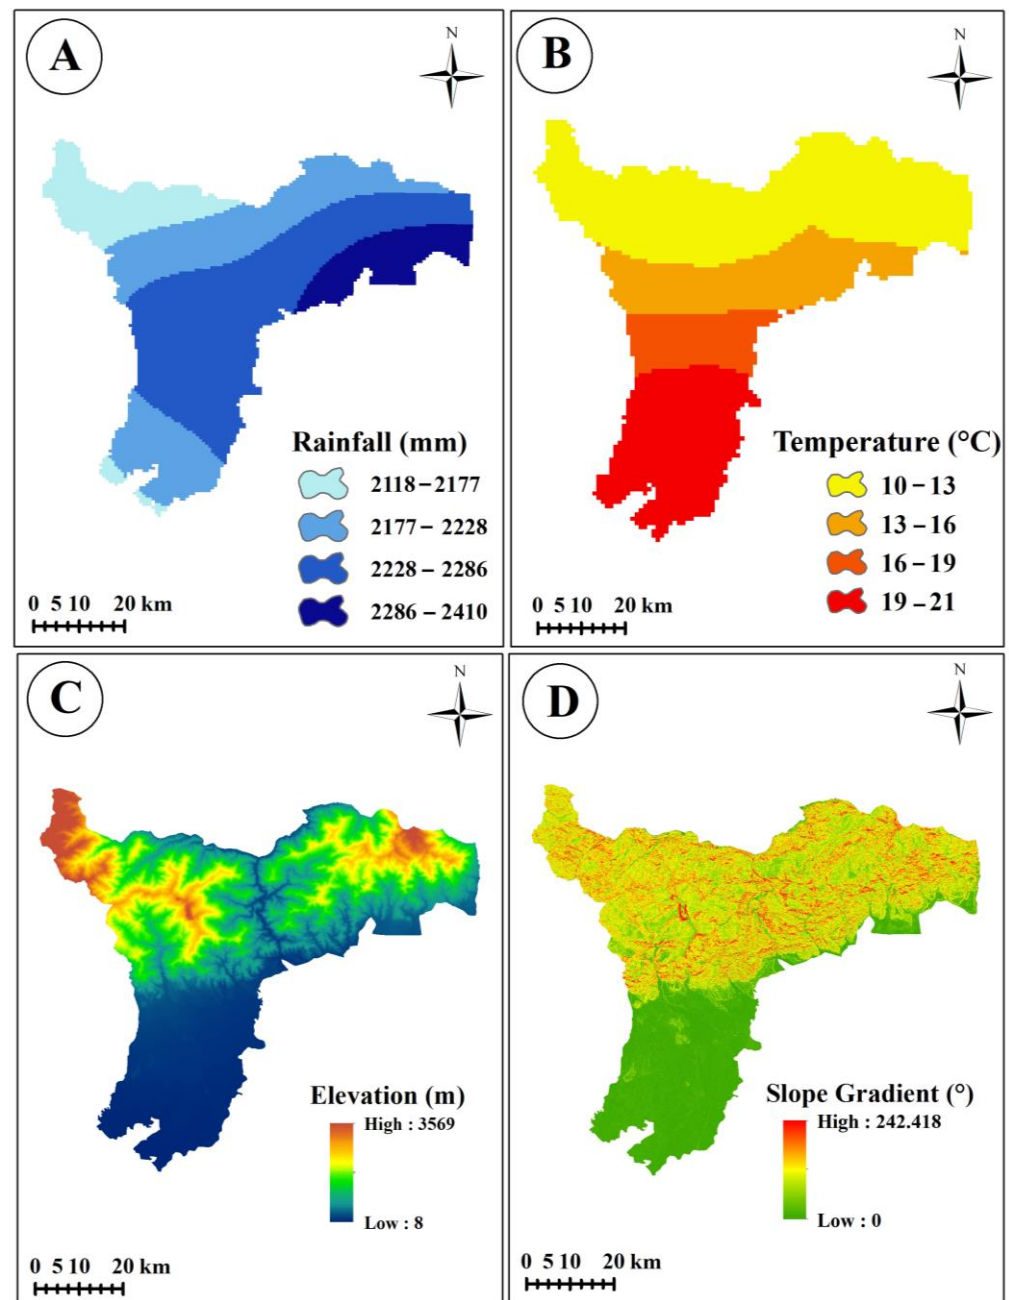 A
N
Rainfall (mm)
2118 – 2177
2177 – 2228
2228 – 2286
2286 – 2410
0 5 10 20 km
B
N
Temperature (°C)
10 – 13
13 – 16
16 – 19
19 – 21
0 5 10 20 km
C
N
Elevation (m)
High : 3569
Low : 8
0 5 10 20 km
D
N
Slope Gradient (°)
High : 242.418
Low : 0
0 5 10 20 km